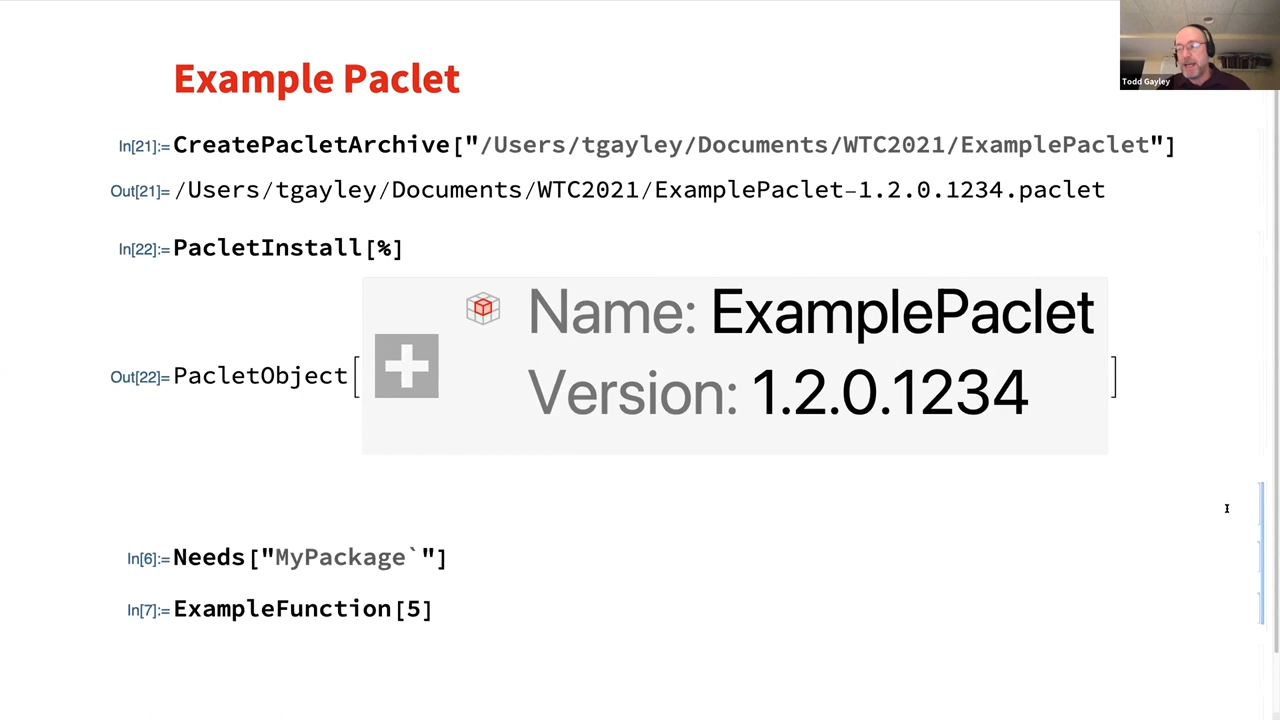 Todd Gayley
Example Paclet
In[21]:= CreatePacletArchive["/Users/tgayley/Documents/WTC2021/ExamplePaclet"]
Out[21]= /Users/tgayley/Documents/WTC2021/ExamplePaclet-1.2.0.1234.paclet
In[22]:= PacletInstall[%]
Name: ExamplePaclet
Out[22]= PacletObject[ ]
Version: 1.2.0.1234
In[6]:= Needs["MyPackage`"]
In[7]:= ExampleFunction[5]